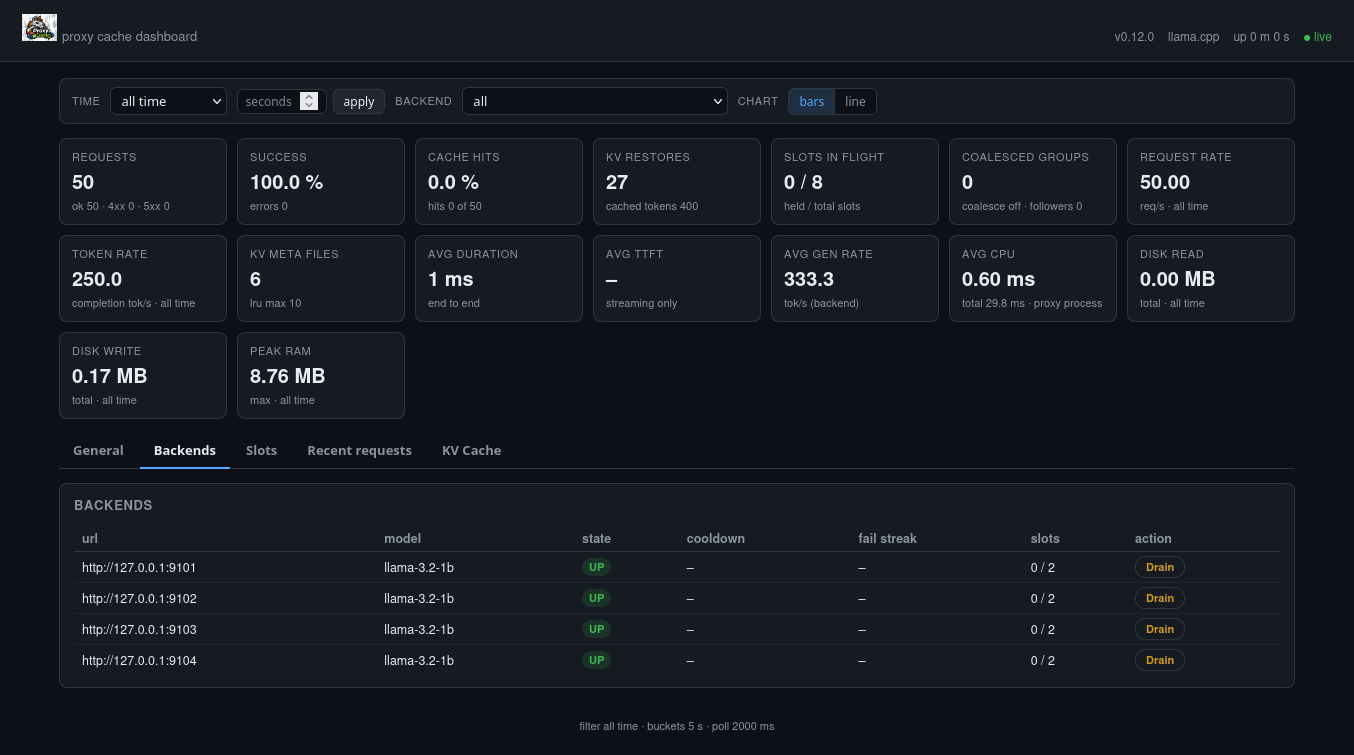 proxy cache dashboard
v0.12.0 llama.cpp up 0 m 0 s ● live
TIME all time seconds apply BACKEND all CHART bars line
REQUESTS SUCCESS CACHE HITS KV RESTORES SLOTS IN FLIGHT COALESCED GROUPS REQUEST RATE
50 100.0 % 0.0 % 27 0 / 8 0 50.00
ok 50 · 4xx 0 · 5xx 0 errors 0 hits 0 of 50 cached tokens 400 held / total slots coalesce off · followers 0 req/s · all time
TOKEN RATE KV META FILES AVG DURATION AVG TTFT AVG GEN RATE AVG CPU DISK READ
250.0 6 1 ms – 333.3 0.60 ms 0.00 MB
completion tok/s · all time lru max 10 end to end streaming only tok/s (backend) total 29.8 ms · proxy process total · all time
DISK WRITE PEAK RAM
0.17 MB 8.76 MB
total · all time max · all time
General Backends Slots Recent requests KV Cache
BACKENDS
url model state cooldown fail streak slots action
http://127.0.0.1:9101 llama-3.2-1b UP – – 0 / 2 Drain
http://127.0.0.1:9102 llama-3.2-1b UP – – 0 / 2 Drain
http://127.0.0.1:9103 llama-3.2-1b UP – – 0 / 2 Drain
http://127.0.0.1:9104 llama-3.2-1b UP – – 0 / 2 Drain
filter all time · buckets 5 s · poll 2000 ms